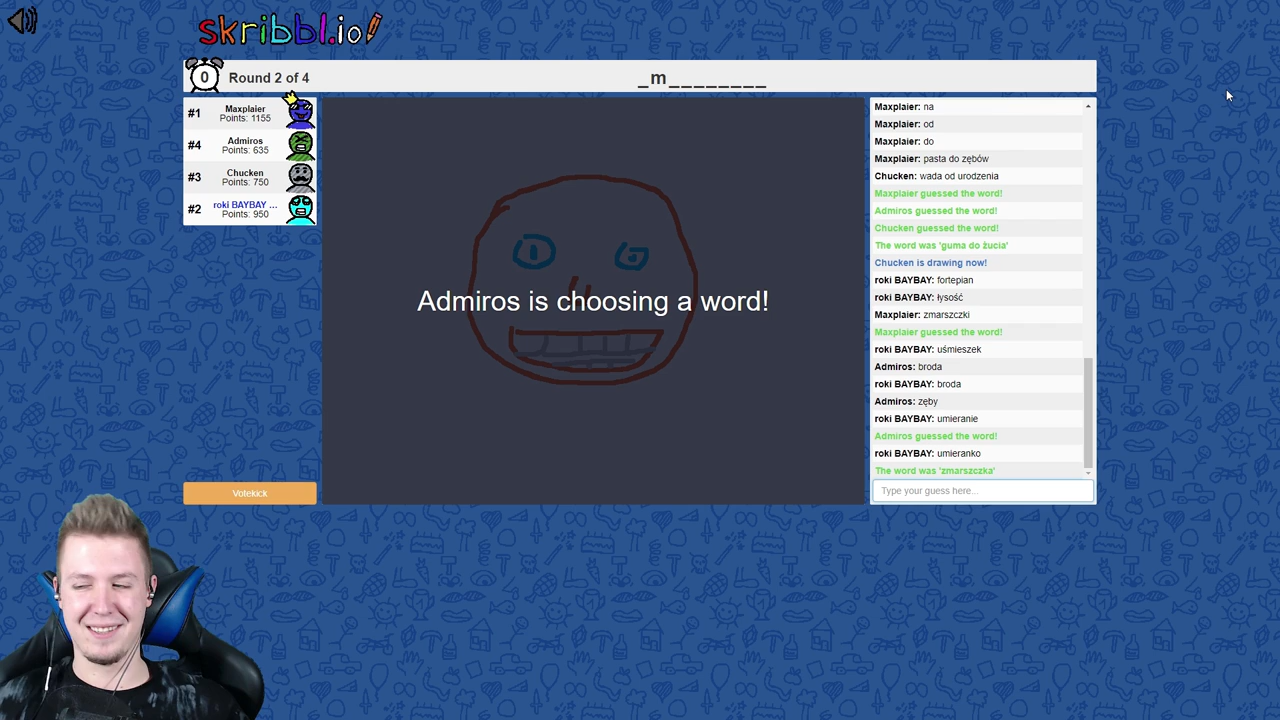 skribbl.io
0
Round 2 of 4
_m________
#1
Maxplaier
Points: 1155
#4
Admiros
Points: 635
#3
Chucken
Points: 750
#2
roki BAYBAY ...
Points: 950
Votekick
Admiros is choosing a word!
Maxplaier: na
Maxplaier: od
Maxplaier: do
Maxplaier: pasta do zębów
Chucken: wada od urodzenia
Maxplaier guessed the word!
Admiros guessed the word!
Chucken guessed the word!
The word was 'guma do żucia'
Chucken is drawing now!
roki BAYBAY: fortepian
roki BAYBAY: łysość
Maxplaier: zmarszczki
Maxplaier guessed the word!
roki BAYBAY: uśmieszek
Admiros: broda
roki BAYBAY: broda
Admiros: zęby
roki BAYBAY: umieranie
Admiros guessed the word!
roki BAYBAY: umieranko
The word was 'zmarszczka'
Type your guess here...